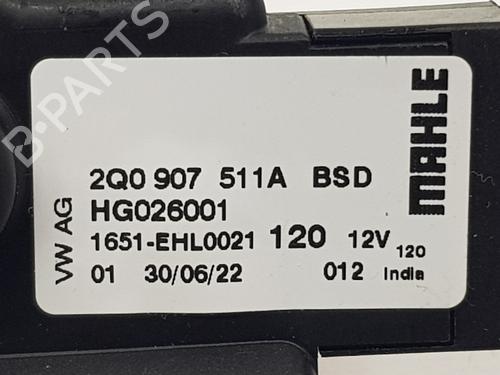 2Q0 907 511A BSD
HG026001
1651-EHL0021 120 12V 120
01 30/06/22 012 India
VW AG
MAHLE
B-PARTS